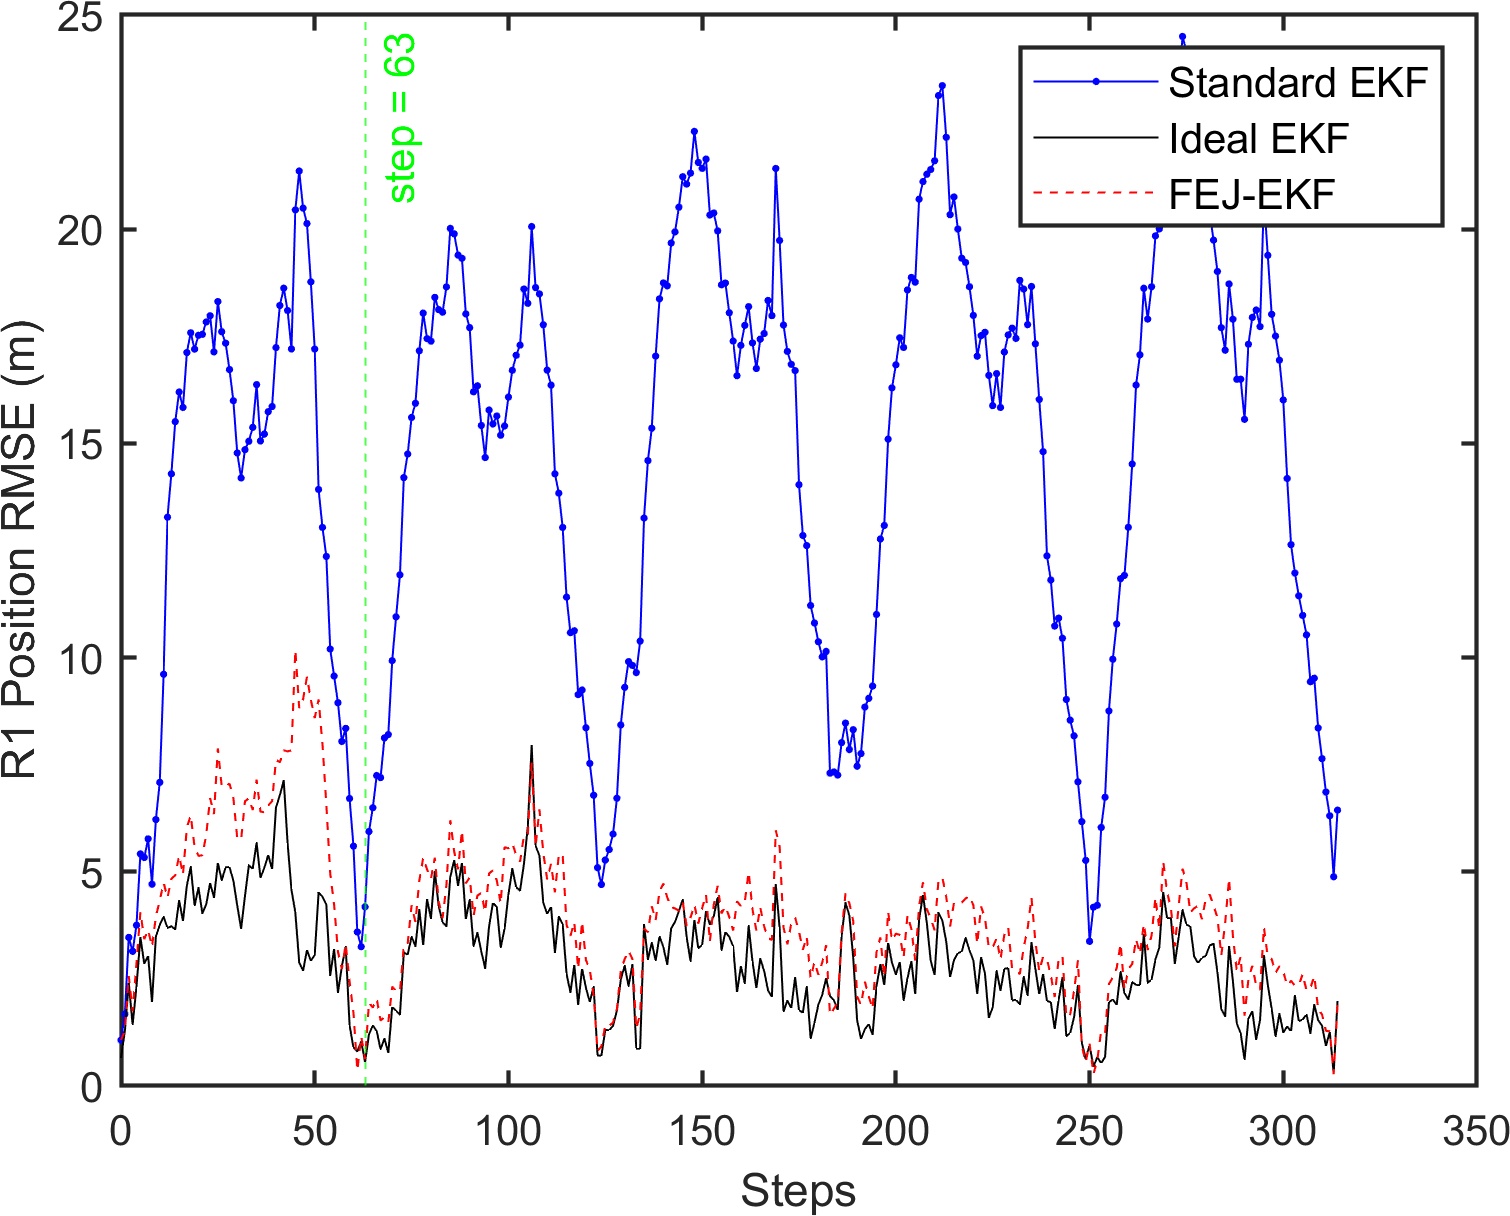 25
20
15
10
5
0
R1 Position RMSE (m)
step = 63
Standard EKF
Ideal EKF
FEJ-EKF
0 50 100 150 200 250 300 350
Steps